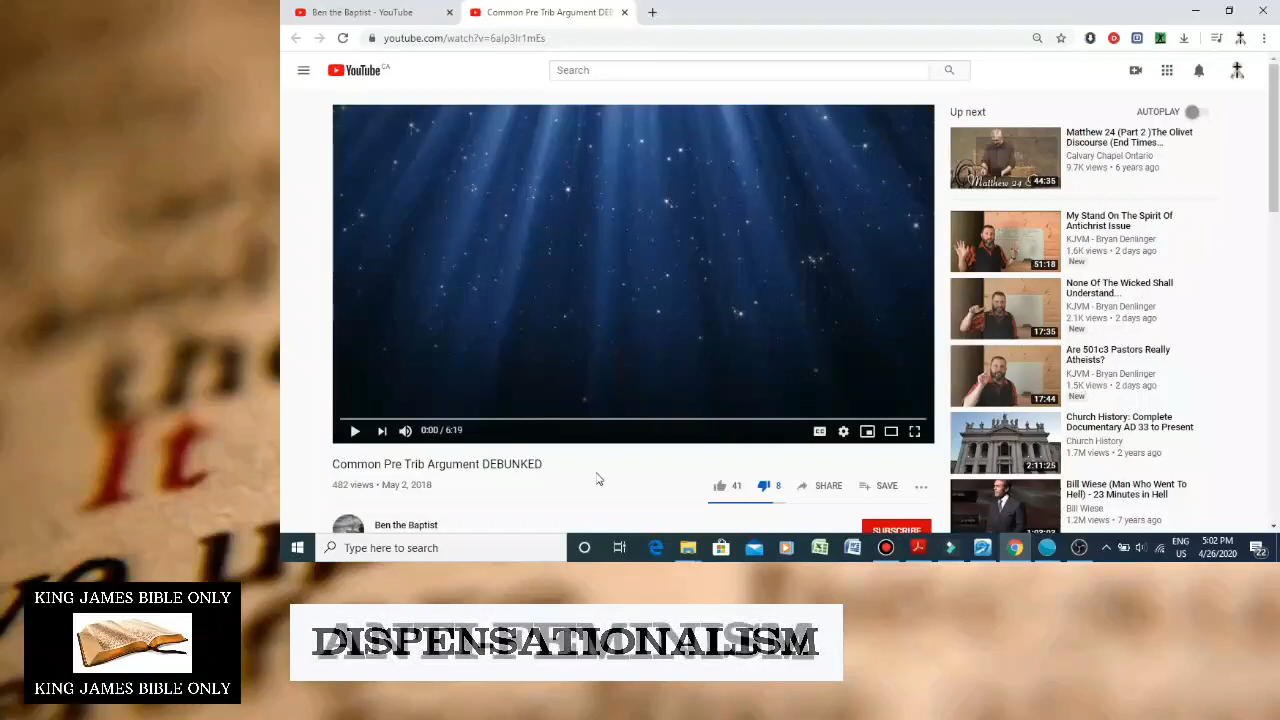 Ben the Baptist - YouTube
Common Pre Trib Argument DEB
youtube.com/watch?v=6alp3lr1mEs
YouTube CA
Search
Up next
AUTOPLAY
Matthew 24 (Part 2 )The Olivet
Discourse (End Times...
Calvary Chapel Ontario
9.7K views • 6 years ago
Matthew 24
44:35
My Stand On The Spirit Of
Antichrist Issue
KJVM - Bryan Denlinger
1.6K views • 2 days ago
New
51:18
None Of The Wicked Shall
Understand...
KJVM - Bryan Denlinger
2.1K views • 2 days ago
New
17:35
Are 501c3 Pastors Really
Atheists?
KJVM - Bryan Denlinger
1.5K views • 2 days ago
New
17:44
Church History: Complete
Documentary AD 33 to Present
Church History
1.7M views • 2 years ago
2:11:25
Bill Wiese (Man Who Went To
Hell) - 23 Minutes in Hell
Bill Wiese
1.2M views • 7 years ago
0:00 / 6:19
Common Pre Trib Argument DEBUNKED
482 views • May 2, 2018
41
8
SHARE
SAVE
Ben the Baptist
SUBSCRIBE
Type here to search
ENG
US
5:02 PM
4/26/2020
22
It
KING JAMES BIBLE ONLY
KING JAMES BIBLE ONLY
DISPENSATIONALISM